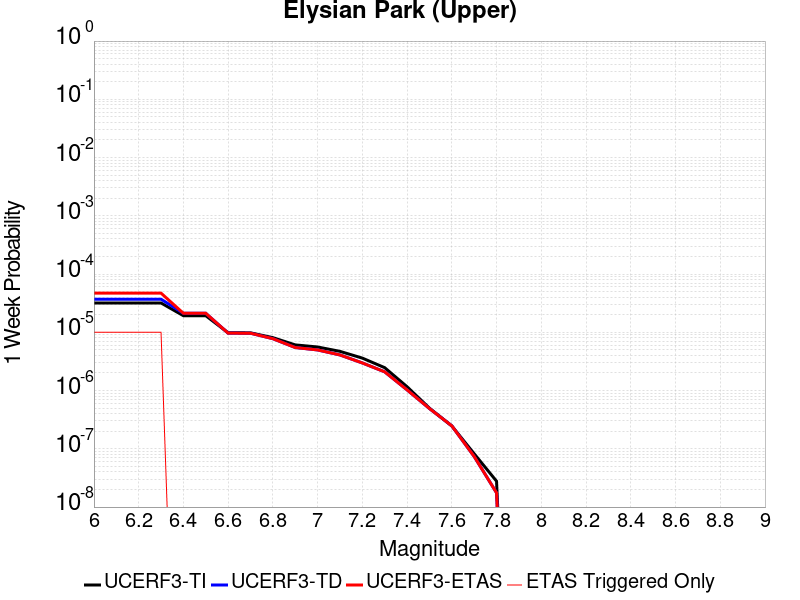 Elysian Park (Upper)
1 Week Probability
10^0
10^-1
10^-2
10^-3
10^-4
10^-5
10^-6
10^-7
10^-8
6 6.2 6.4 6.6 6.8 7 7.2 7.4 7.6 7.8 8 8.2 8.4 8.6 8.8 9
Magnitude
UCERF3-TI UCERF3-TD UCERF3-ETAS ETAS Triggered Only